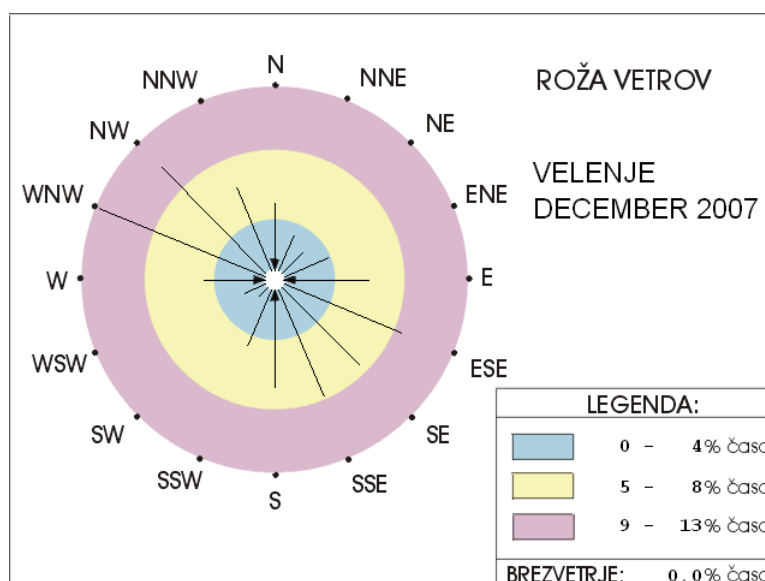 N
NNW
NNE
NW
NE
WNW
ENE
W
E
WSW
ESE
SW
SE
SSW
SSE
S
ROŽA VETROV
VELENJE
DECEMBER 2007
LEGENDA:
0 - 4% časa
5 - 8% časa
9 - 13% časa
BREZVETRJE: 0.0% časa